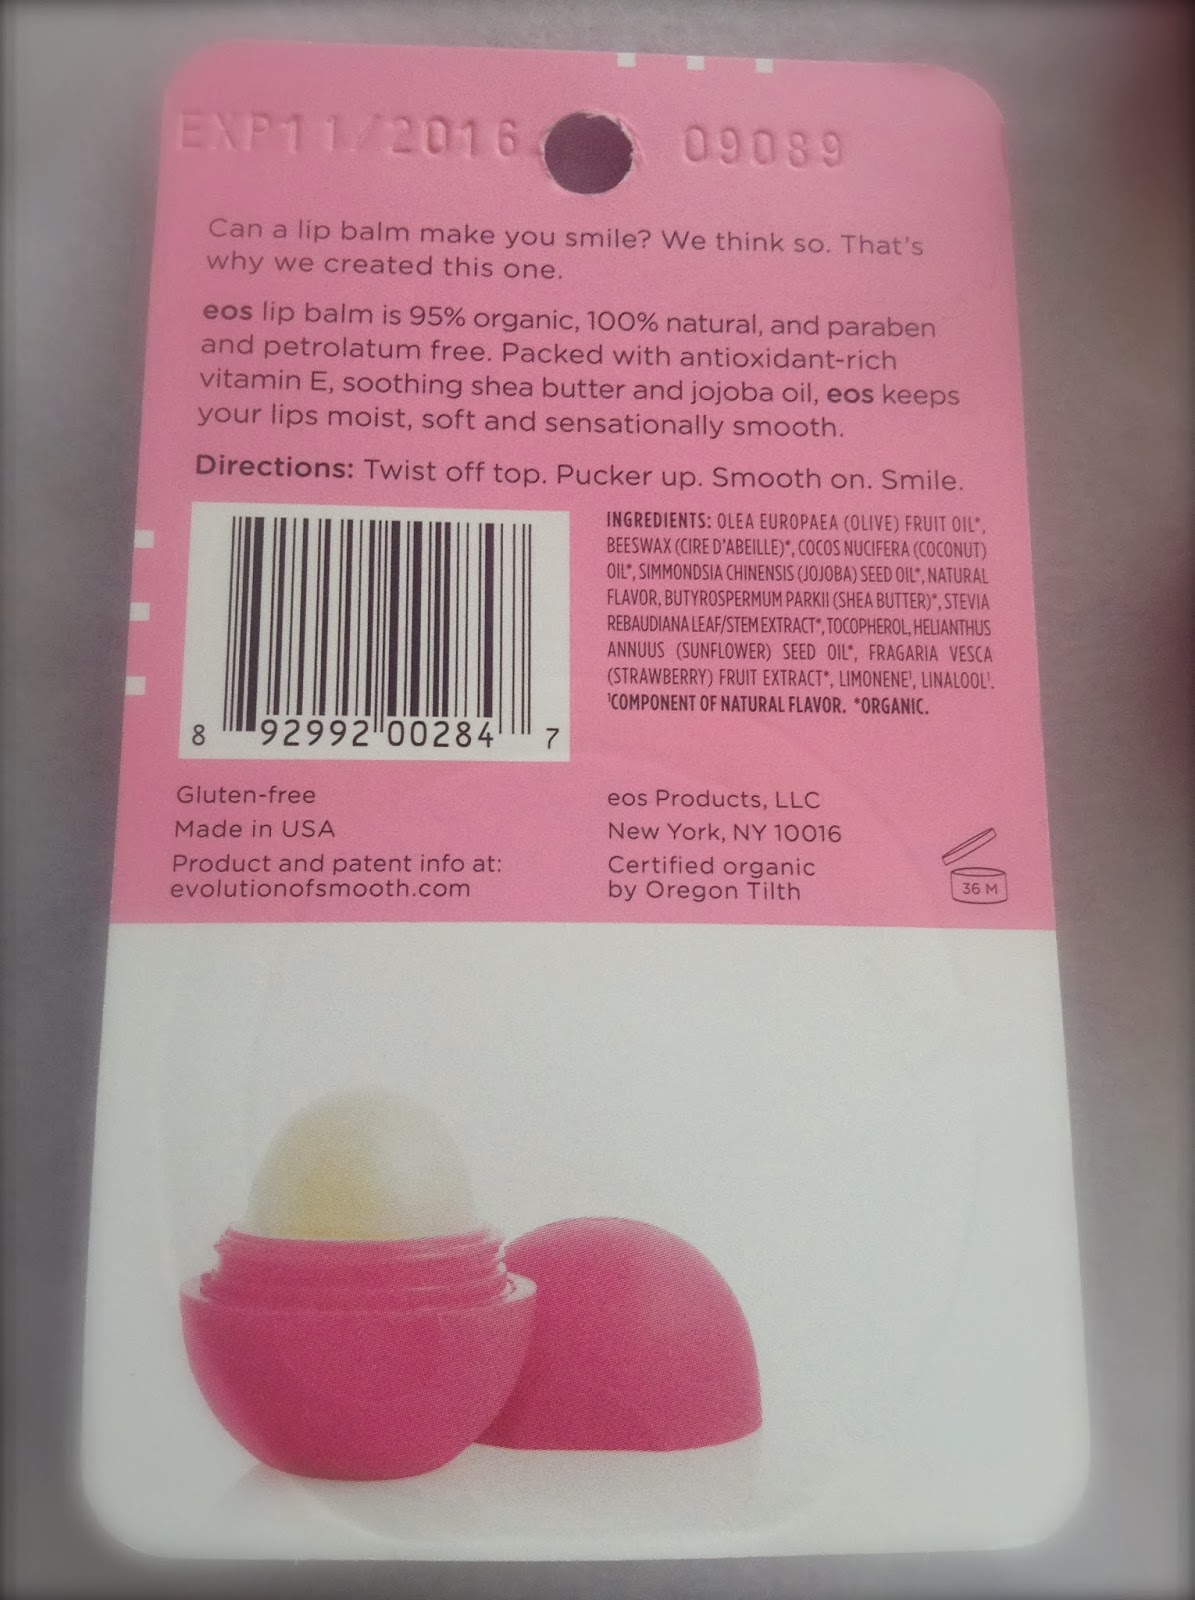 EXP11/2016 09089
Can a lip balm make you smile? We think so. That's
why we created this one.
eos lip balm is 95% organic, 100% natural, and paraben
and petrolatum free. Packed with antioxidant-rich
vitamin E, soothing shea butter and jojoba oil, eos keeps
your lips moist, soft and sensationally smooth.
Directions: Twist off top. Pucker up. Smooth on. Smile.
INGREDIENTS: OLEA EUROPAEA (OLIVE) FRUIT OIL*,
BEESWAX (CIRE D'ABEILLE)*, COCOS NUCIFERA (COCONUT)
OIL*, SIMMONDSIA CHINENSIS (JOJOBA) SEED OIL*, NATURAL
FLAVOR, BUTYROSPERMUM PARKII (SHEA BUTTER)*, STEVIA
REBAUDIANA LEAF/STEM EXTRACT*, TOCOPHEROL, HELIANTHUS
ANNUUS (SUNFLOWER) SEED OIL*, FRAGARIA VESCA
(STRAWBERRY) FRUIT EXTRACT*, LIMONENE¹, LINALOOL¹.
¹COMPONENT OF NATURAL FLAVOR. *ORGANIC.
8 92992 00284 7
Gluten-free
Made in USA
Product and patent info at:
evolutionofsmooth.com
eos Products, LLC
New York, NY 10016
Certified organic
by Oregon Tilth
36 M